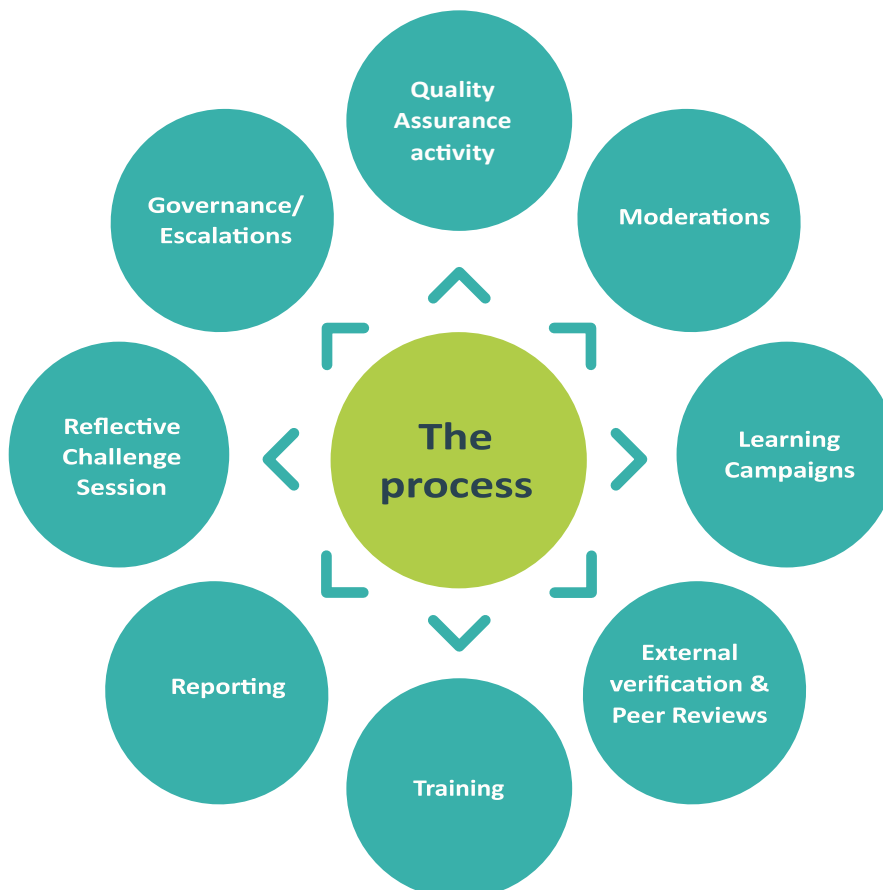 Quality
Assurance
activity
Governance/
Escalations
Moderations
Reflective
Challenge
Session
The
process
Learning
Campaigns
Reporting
External
verification &
Peer Reviews
Training